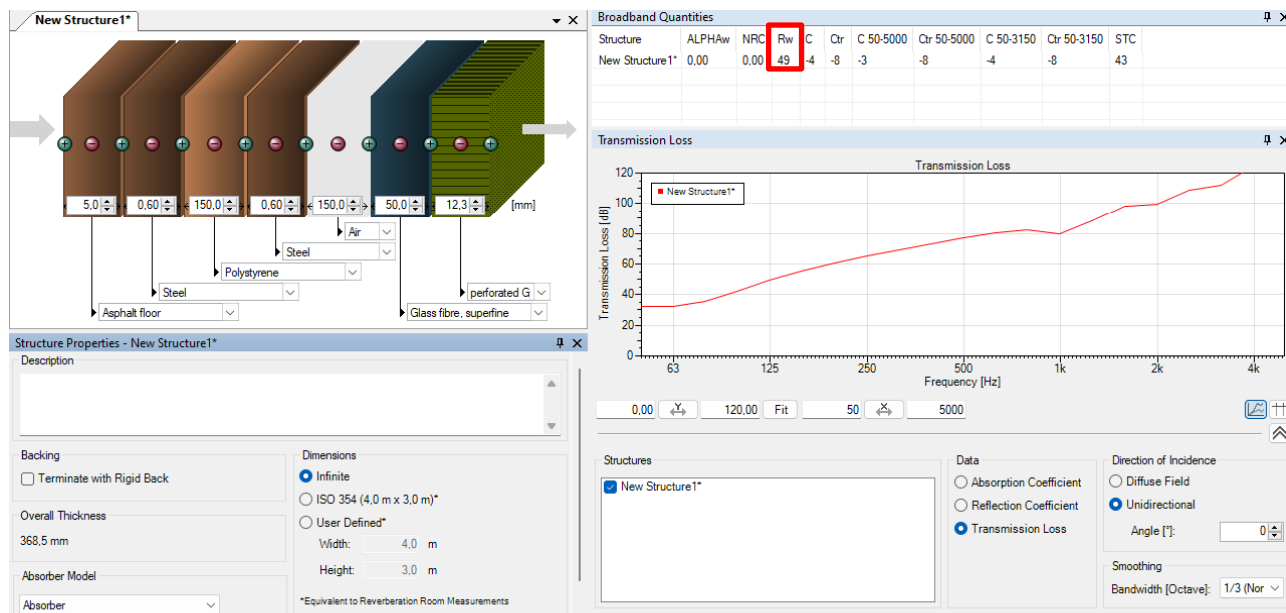 New Structure1*
5,0 0,60 150,0 0,60 150,0 50,0 12,3 [mm]
Air
Steel
Polystyrene
Steel
perforated G
Asphalt floor
Glass fibre, superfine
Structure Properties - New Structure1*
Description
Backing
Terminate with Rigid Back
Overall Thickness
368,5 mm
Absorber Model
Absorber
Dimensions
Infinite
ISO 354 (4,0 m x 3,0 m)*
User Defined*
Width: 4,0 m
Height: 3,0 m
*Equivalent to Reverberation Room Measurements
Broadband Quantities
Structure ALPHAw NRC Rw C Ctr C 50-5000 Ctr 50-5000 C 50-3150 Ctr 50-3150 STC
New Structure1* 0,00 0,00 49 -4 -8 -3 -8 -4 -8 43
Transmission Loss
Transmission Loss
New Structure1*
Transmission Loss [dB]
120
100
80
60
40
20
0
63 125 250 500 1k 2k 4k
Frequency [Hz]
0,00 Y 120,00 Fit 50 X 5000
Structures
New Structure1*
Data
Absorption Coefficient
Reflection Coefficient
Transmission Loss
Direction of Incidence
Diffuse Field
Unidirectional
Angle [°]: 0
Smoothing
Bandwidth [Octave]: 1/3 (Nor